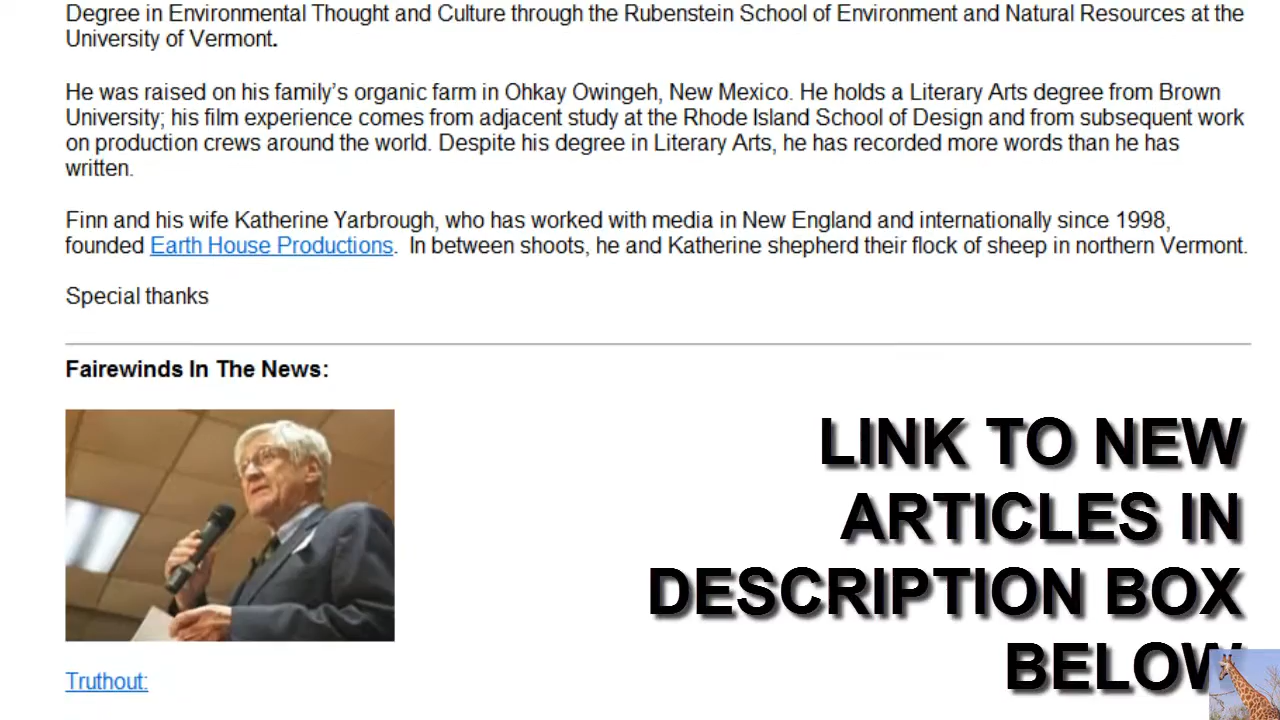 Degree in Environmental Thought and Culture through the Rubenstein School of Environment and Natural Resources at the
University of Vermont.
He was raised on his family’s organic farm in Ohkay Owingeh, New Mexico. He holds a Literary Arts degree from Brown
University; his film experience comes from adjacent study at the Rhode Island School of Design and from subsequent work
on production crews around the world. Despite his degree in Literary Arts, he has recorded more words than he has
written.
Finn and his wife Katherine Yarbrough, who has worked with media in New England and internationally since 1998,
founded Earth House Productions.  In between shoots, he and Katherine shepherd their flock of sheep in northern Vermont.
Special thanks
Fairewinds In The News:
LINK TO NEW
ARTICLES IN
DESCRIPTION BOX
BELOW
Truthout: